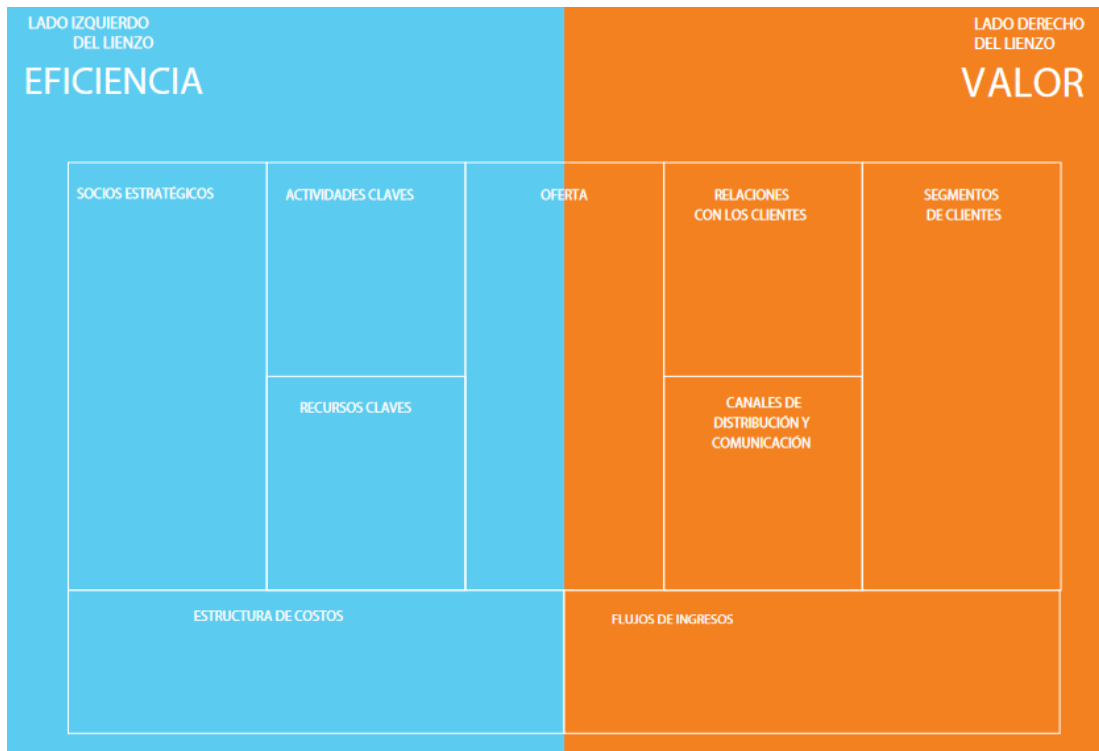 LADO IZQUIERDO
DEL LIENZO
EFICIENCIA
LADO DERECHO
DEL LIENZO
VALOR
SOCIOS ESTRATÉGICOS
ACTIVIDADES CLAVES
OFERTA
RELACIONES
CON LOS CLIENTES
SEGMENTOS
DE CLIENTES
RECURSOS CLAVES
CANALES DE
DISTRIBUCIÓN Y
COMUNICACIÓN
ESTRUCTURA DE COSTOS
FLUJOS DE INGRESOS